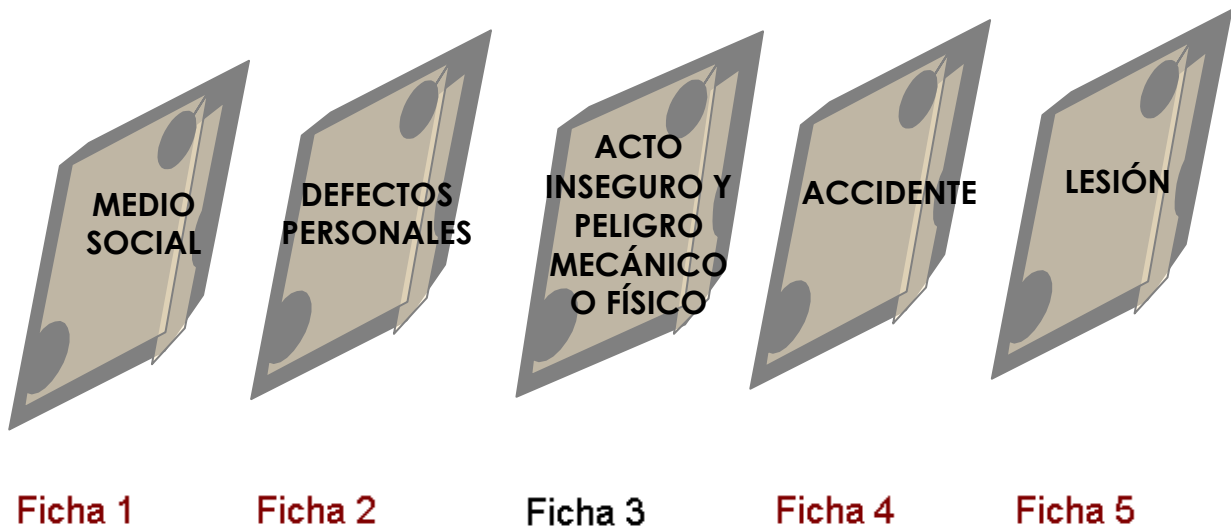 MEDIO
SOCIAL
DEFECTOS
PERSONALES
ACTO
INSEGURO Y
PELIGRO
MECÁNICO
O FÍSICO
ACCIDENTE
LESIÓN
Ficha 1
Ficha 2
Ficha 3
Ficha 4
Ficha 5